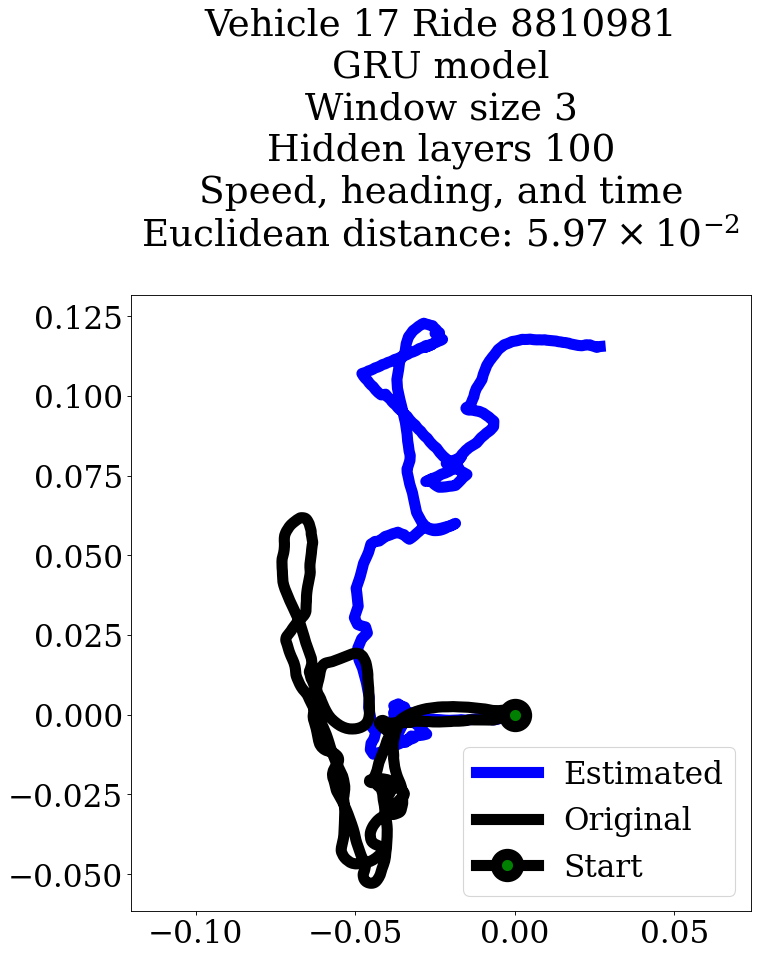 Vehicle 17 Ride 8810981
GRU model
Window size 3
Hidden layers 100
Speed, heading, and time
Euclidean distance: 5.97 × 10⁻²
0.125
0.100
0.075
0.050
0.025
0.000
−0.025
−0.050
Estimated
Original
Start
−0.10 −0.05 0.00 0.05